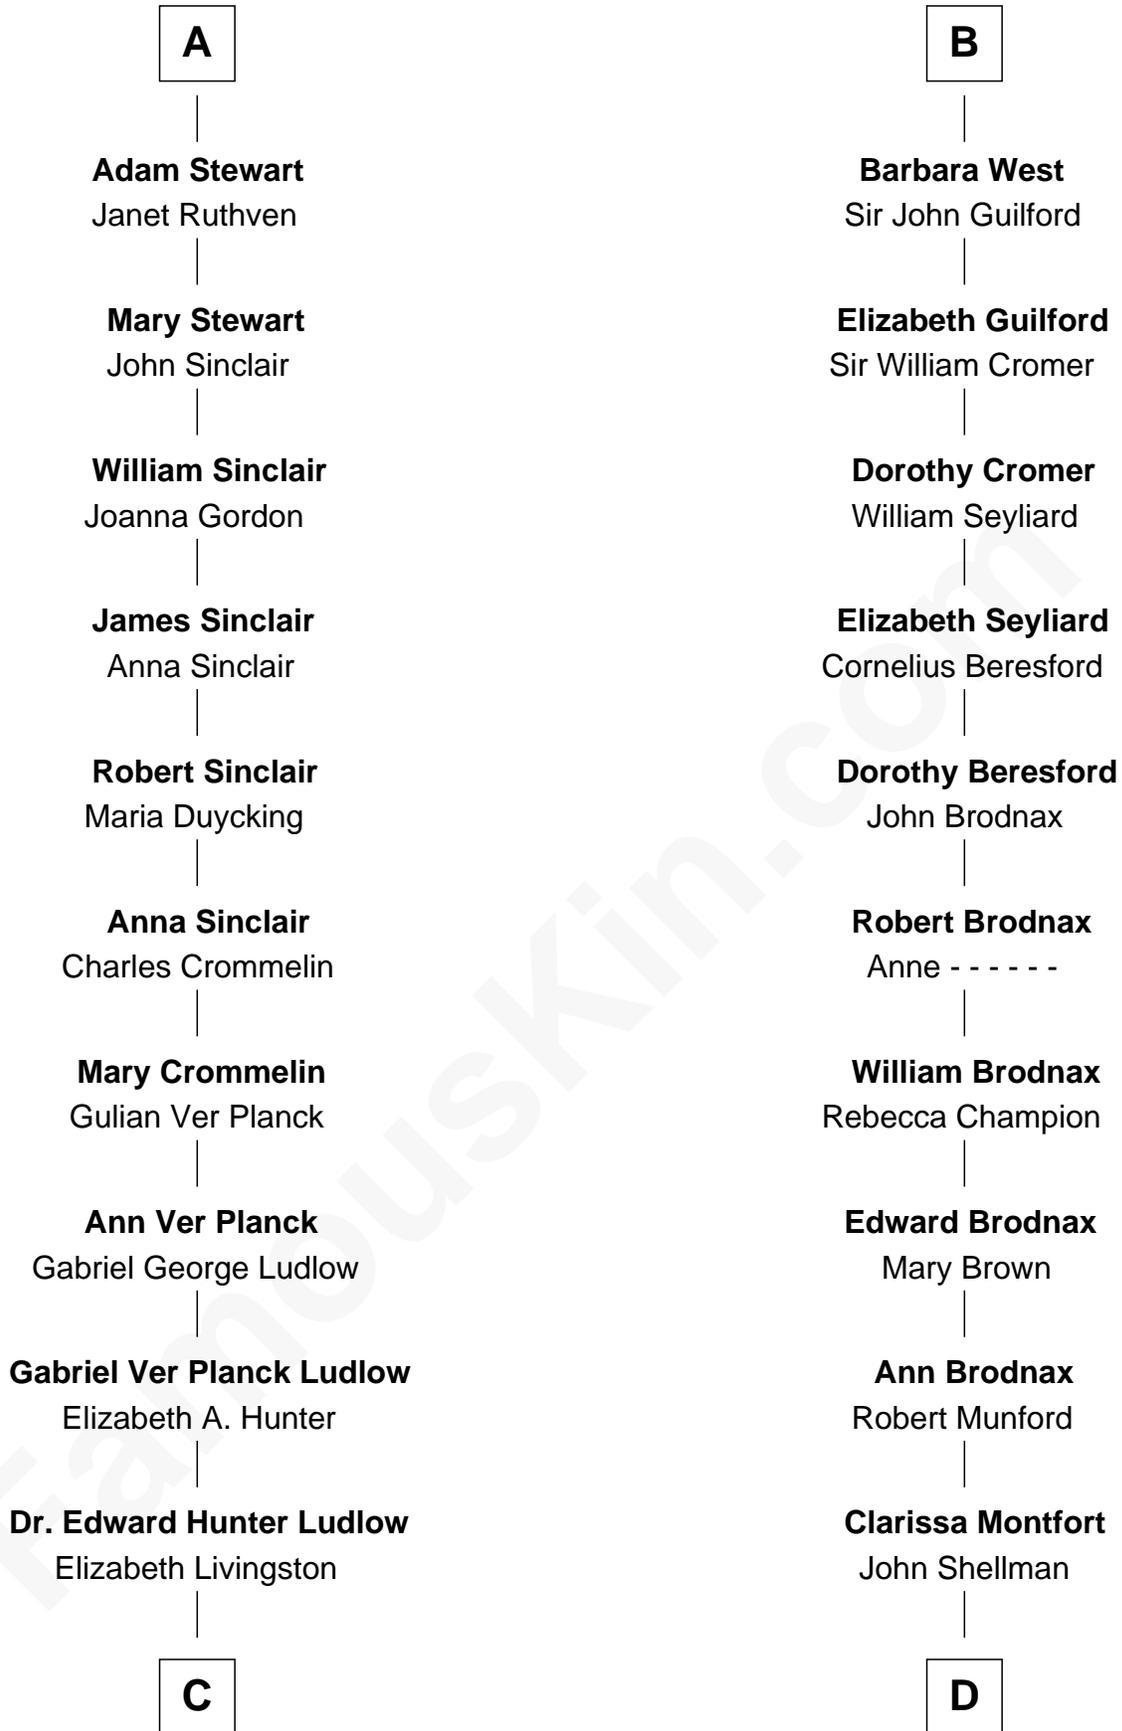 A
Adam Stewart
Janet Ruthven
Mary Stewart
John Sinclair
William Sinclair
Joanna Gordon
James Sinclair
Anna Sinclair
Robert Sinclair
Maria Duycking
Anna Sinclair
Charles Crommelin
Mary Crommelin
Gulian Ver Planck
Ann Ver Planck
Gabriel George Ludlow
Gabriel Ver Planck Ludlow
Elizabeth A. Hunter
Dr. Edward Hunter Ludlow
Elizabeth Livingston
C
B
Barbara West
Sir John Guilford
Elizabeth Guilford
Sir William Cromer
Dorothy Cromer
William Seyliard
Elizabeth Seyliard
Cornelius Beresford
Dorothy Beresford
John Brodnax
Robert Brodnax
Anne - - - - - -
William Brodnax
Rebecca Champion
Edward Brodnax
Mary Brown
Ann Brodnax
Robert Munford
Clarissa Montfort
John Shellman
D
FamousKin.com